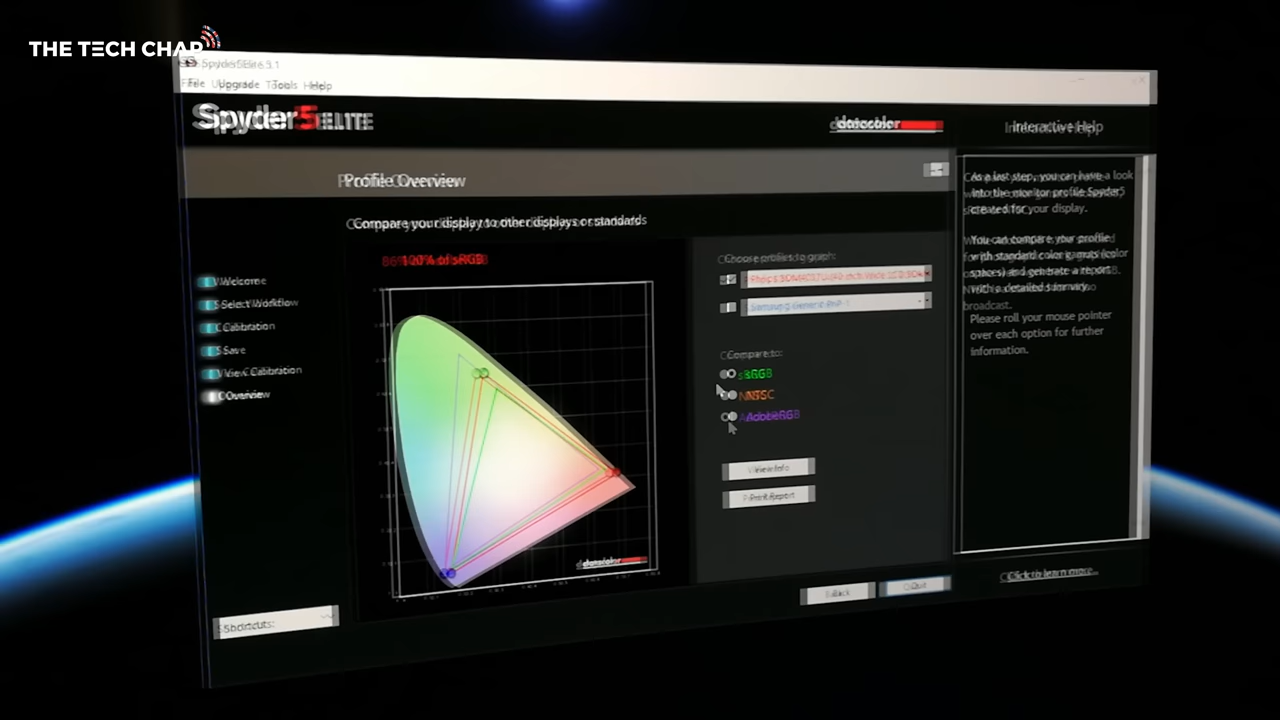 THE TECH CHAP
Spyder5Elite 5.1
File Upgrade Tools Help
Spyder5ELITE
datacolor
Interactive Help
Profile Overview
Compare your display to other displays or standards
100% of sRGB
Choose profiles to graph:
Compare to:
sRGB
NTSC
AdobeRGB
View Info
Print Report
Welcome
Select Workflow
Calibration
Save
View Calibration
Overview
datacolor
Shortcuts:
Back
Quit
As a last step, you can have a look
into the monitor profile Spyder5
created for your display.
You can compare your profile
with standard color gamuts (color
spaces) and generate a report
with a detailed summary.
broadcast.
Please roll your mouse pointer
over each option for further
information.
Click to learn more...